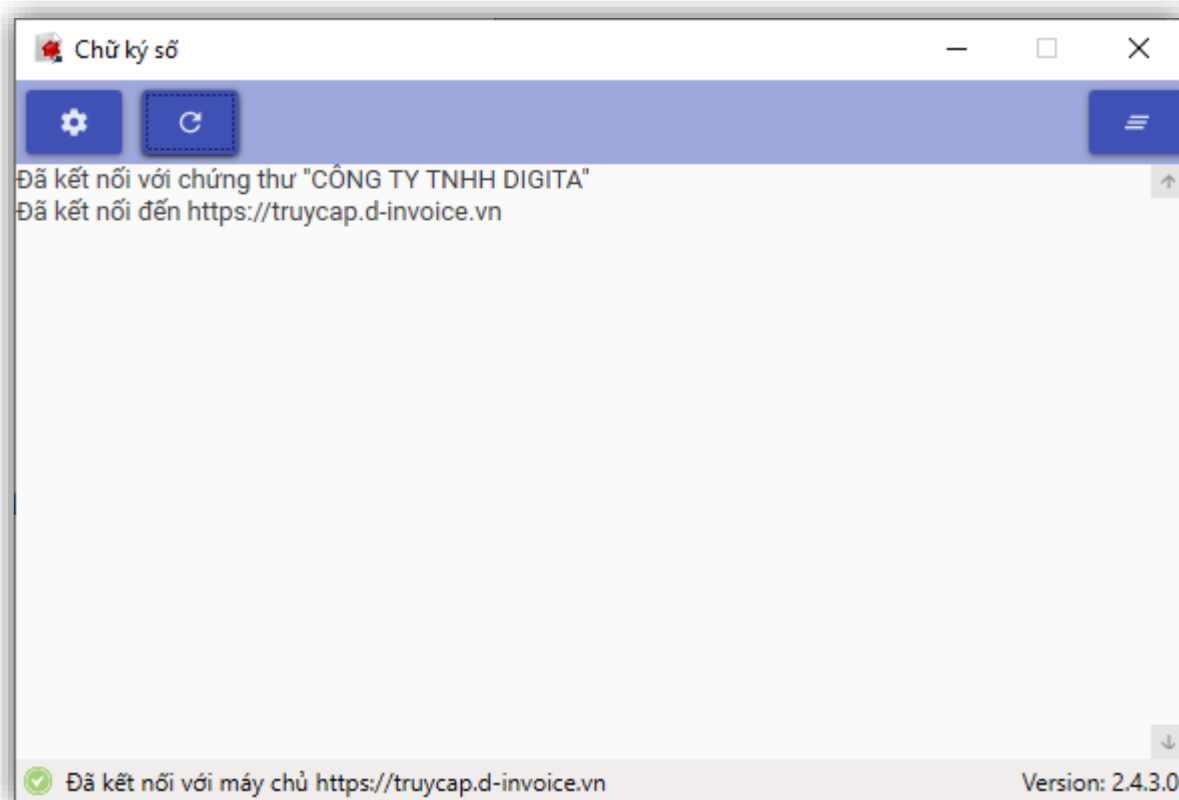 Chữ ký số
Đã kết nối với chứng thư "CÔNG TY TNHH DIGITA"
Đã kết nối đến https://truycap.d-invoice.vn
Đã kết nối với máy chủ https://truycap.d-invoice.vn
Version: 2.4.3.0